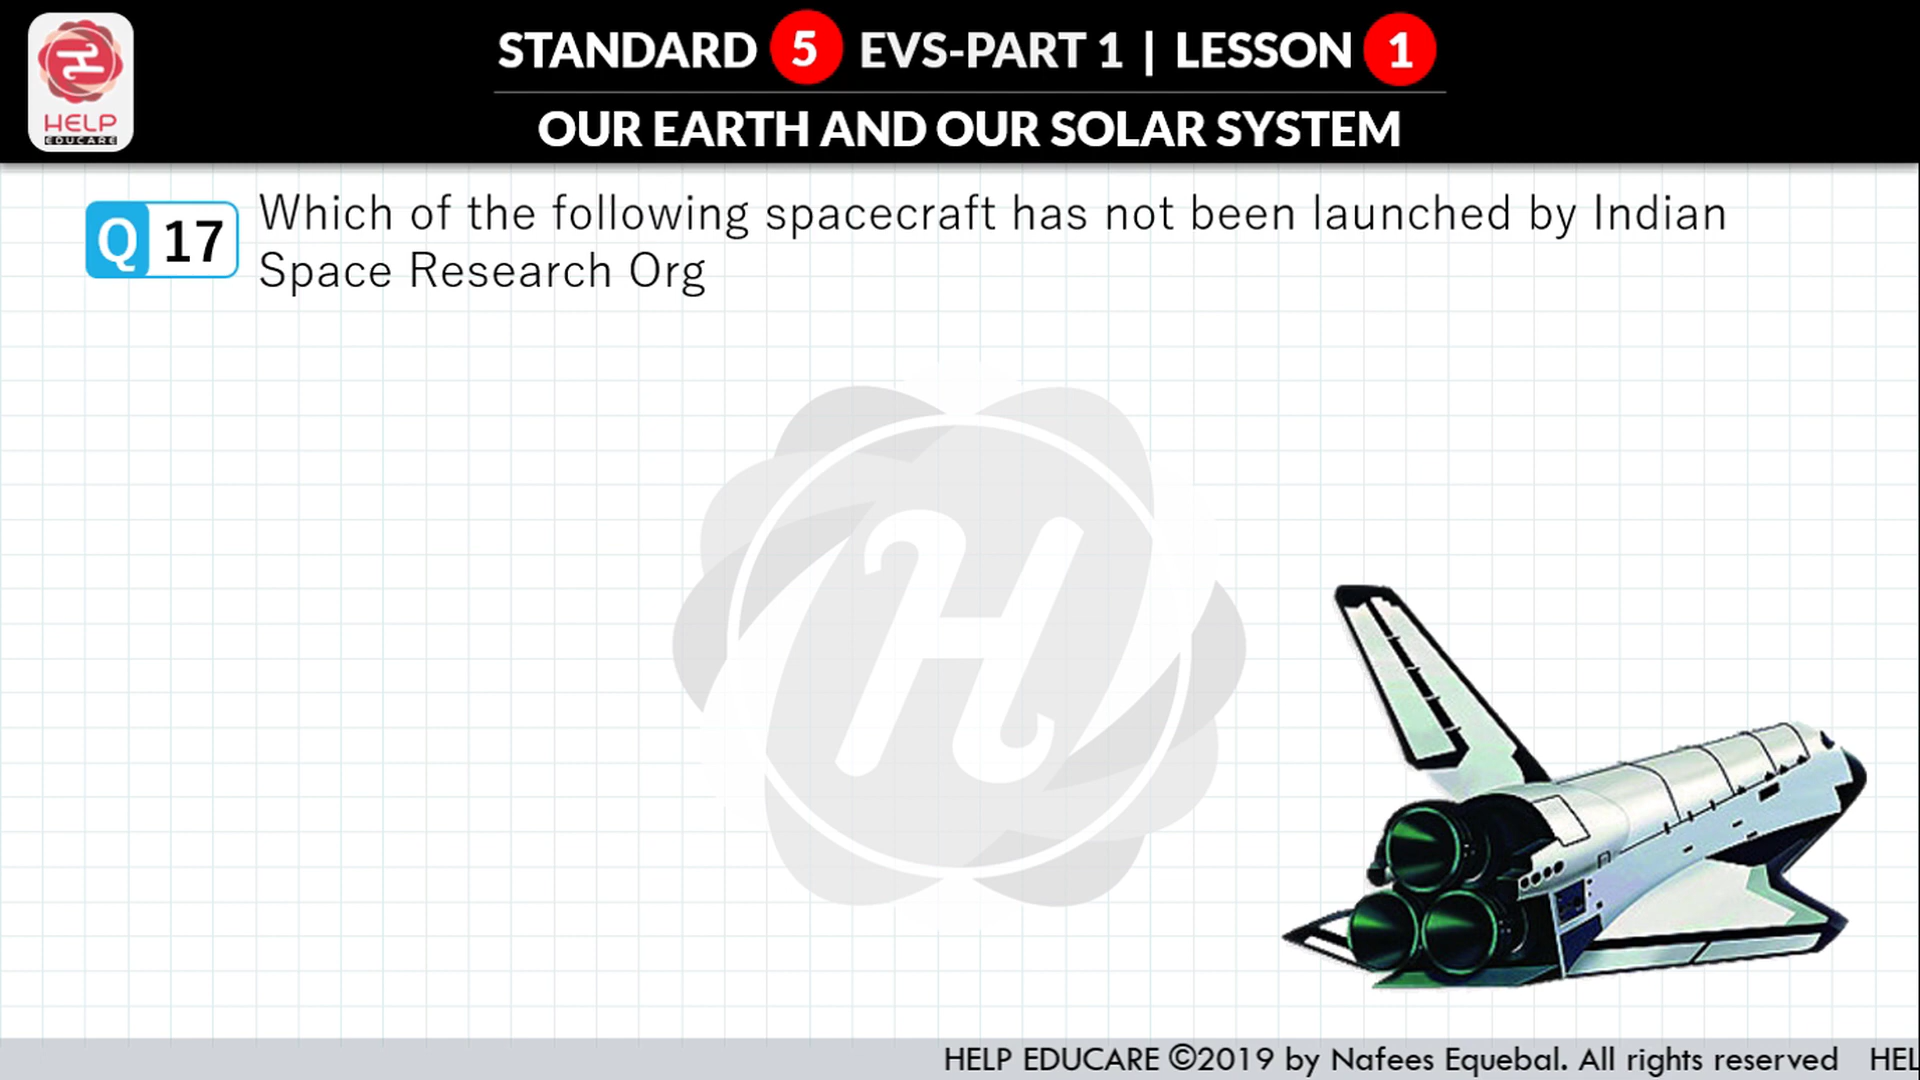 HELP
EDUCARE
STANDARD 5 EVS-PART 1 | LESSON 1
OUR EARTH AND OUR SOLAR SYSTEM
Q 17 Which of the following spacecraft has not been launched by Indian
Space Research Org
H
HELP EDUCARE ©2019 by Nafees Equebal. All rights reserved HEL